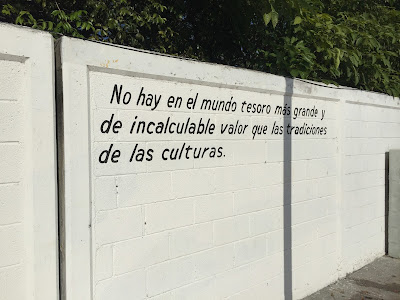 No hay en el mundo tesoro más grande y
de incalculable valor que las tradiciones
de las culturas.